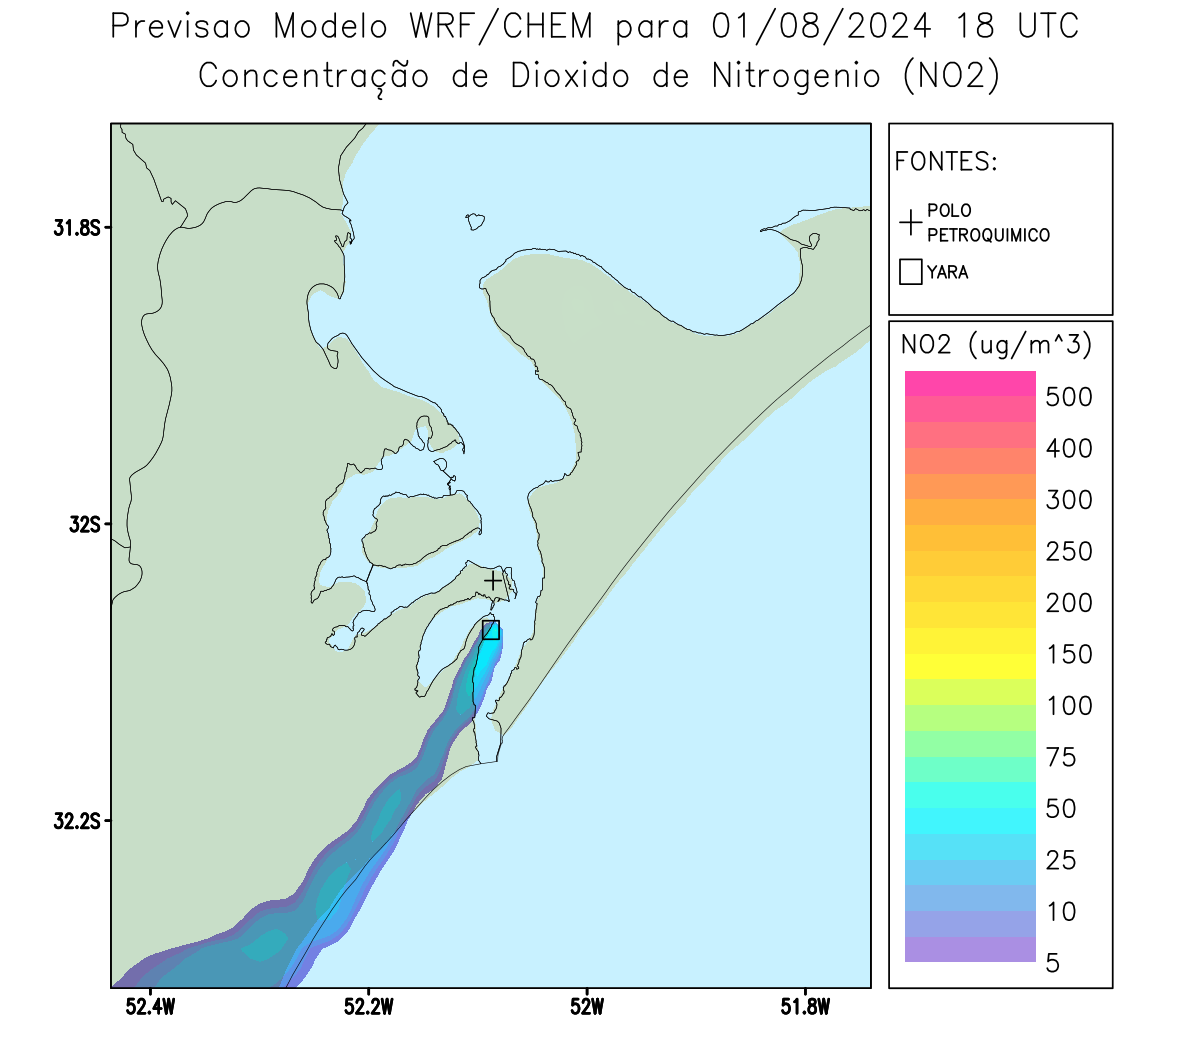 Previsao Modelo WRF/CHEM para 01/08/2024 18 UTC
Concentração de Dioxido de Nitrogenio (NO2)
FONTES:
POLO
PETROQUIMICO
YARA
31.8S
32S
32.2S
52.4W
52.2W
52W
51.8W
NO2 (ug/m^3)
500
400
300
250
200
150
100
75
50
25
10
5